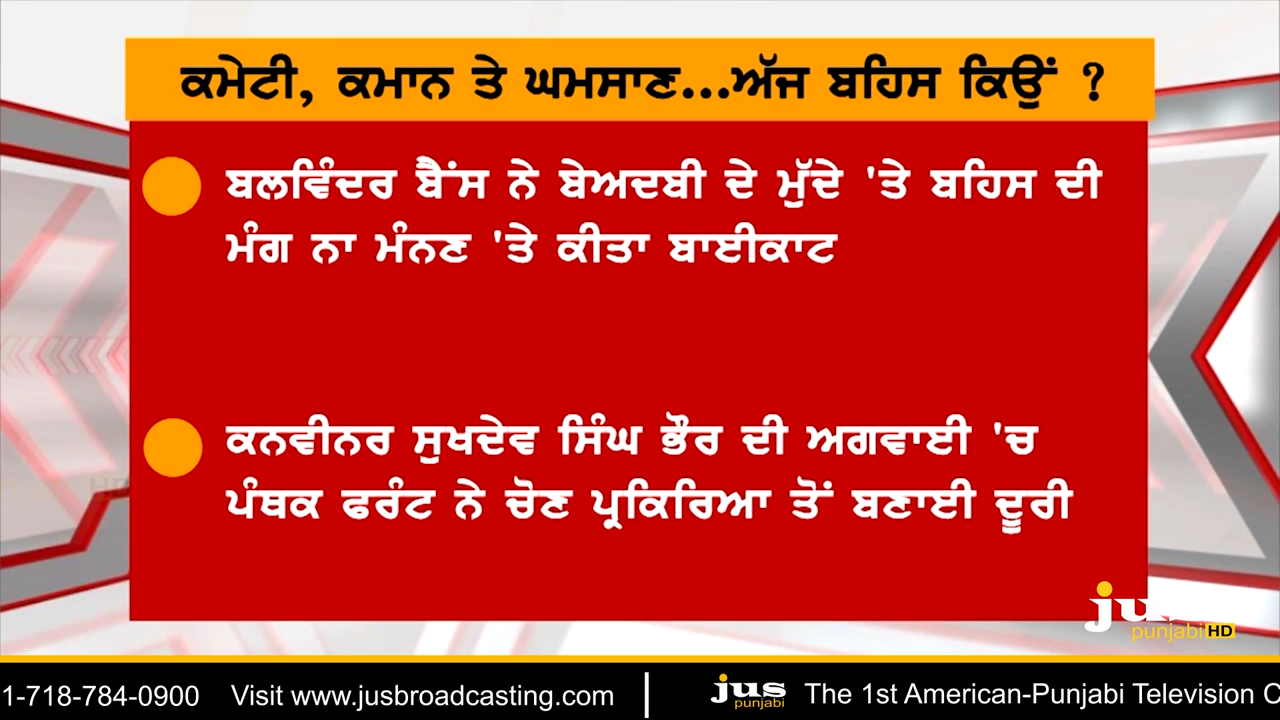 ਕਮੇਟੀ, ਕਮਾਨ ਤੇ ਘਮਸਾਣ...ਅੱਜ ਬਹਿਸ ਕਿਉਂ ?
ਬਲਵਿੰਦਰ ਬੈਂਸ ਨੇ ਬੇਅਦਬੀ ਦੇ ਮੁੱਦੇ 'ਤੇ ਬਹਿਸ ਦੀ
ਮੰਗ ਨਾ ਮੰਨਣ 'ਤੇ ਕੀਤਾ ਬਾਈਕਾਟ
ਕਨਵੀਨਰ ਸੁਖਦੇਵ ਸਿੰਘ ਭੌਰ ਦੀ ਅਗਵਾਈ 'ਚ
ਪੰਥਕ ਫਰੰਟ ਨੇ ਚੋਣ ਪ੍ਰਕਿਰਿਆ ਤੋਂ ਬਣਾਈ ਦੂਰੀ
jus
punjabi HD
1-718-784-0900 Visit www.jusbroadcasting.com | jus punjabi The 1st American-Punjabi Television C